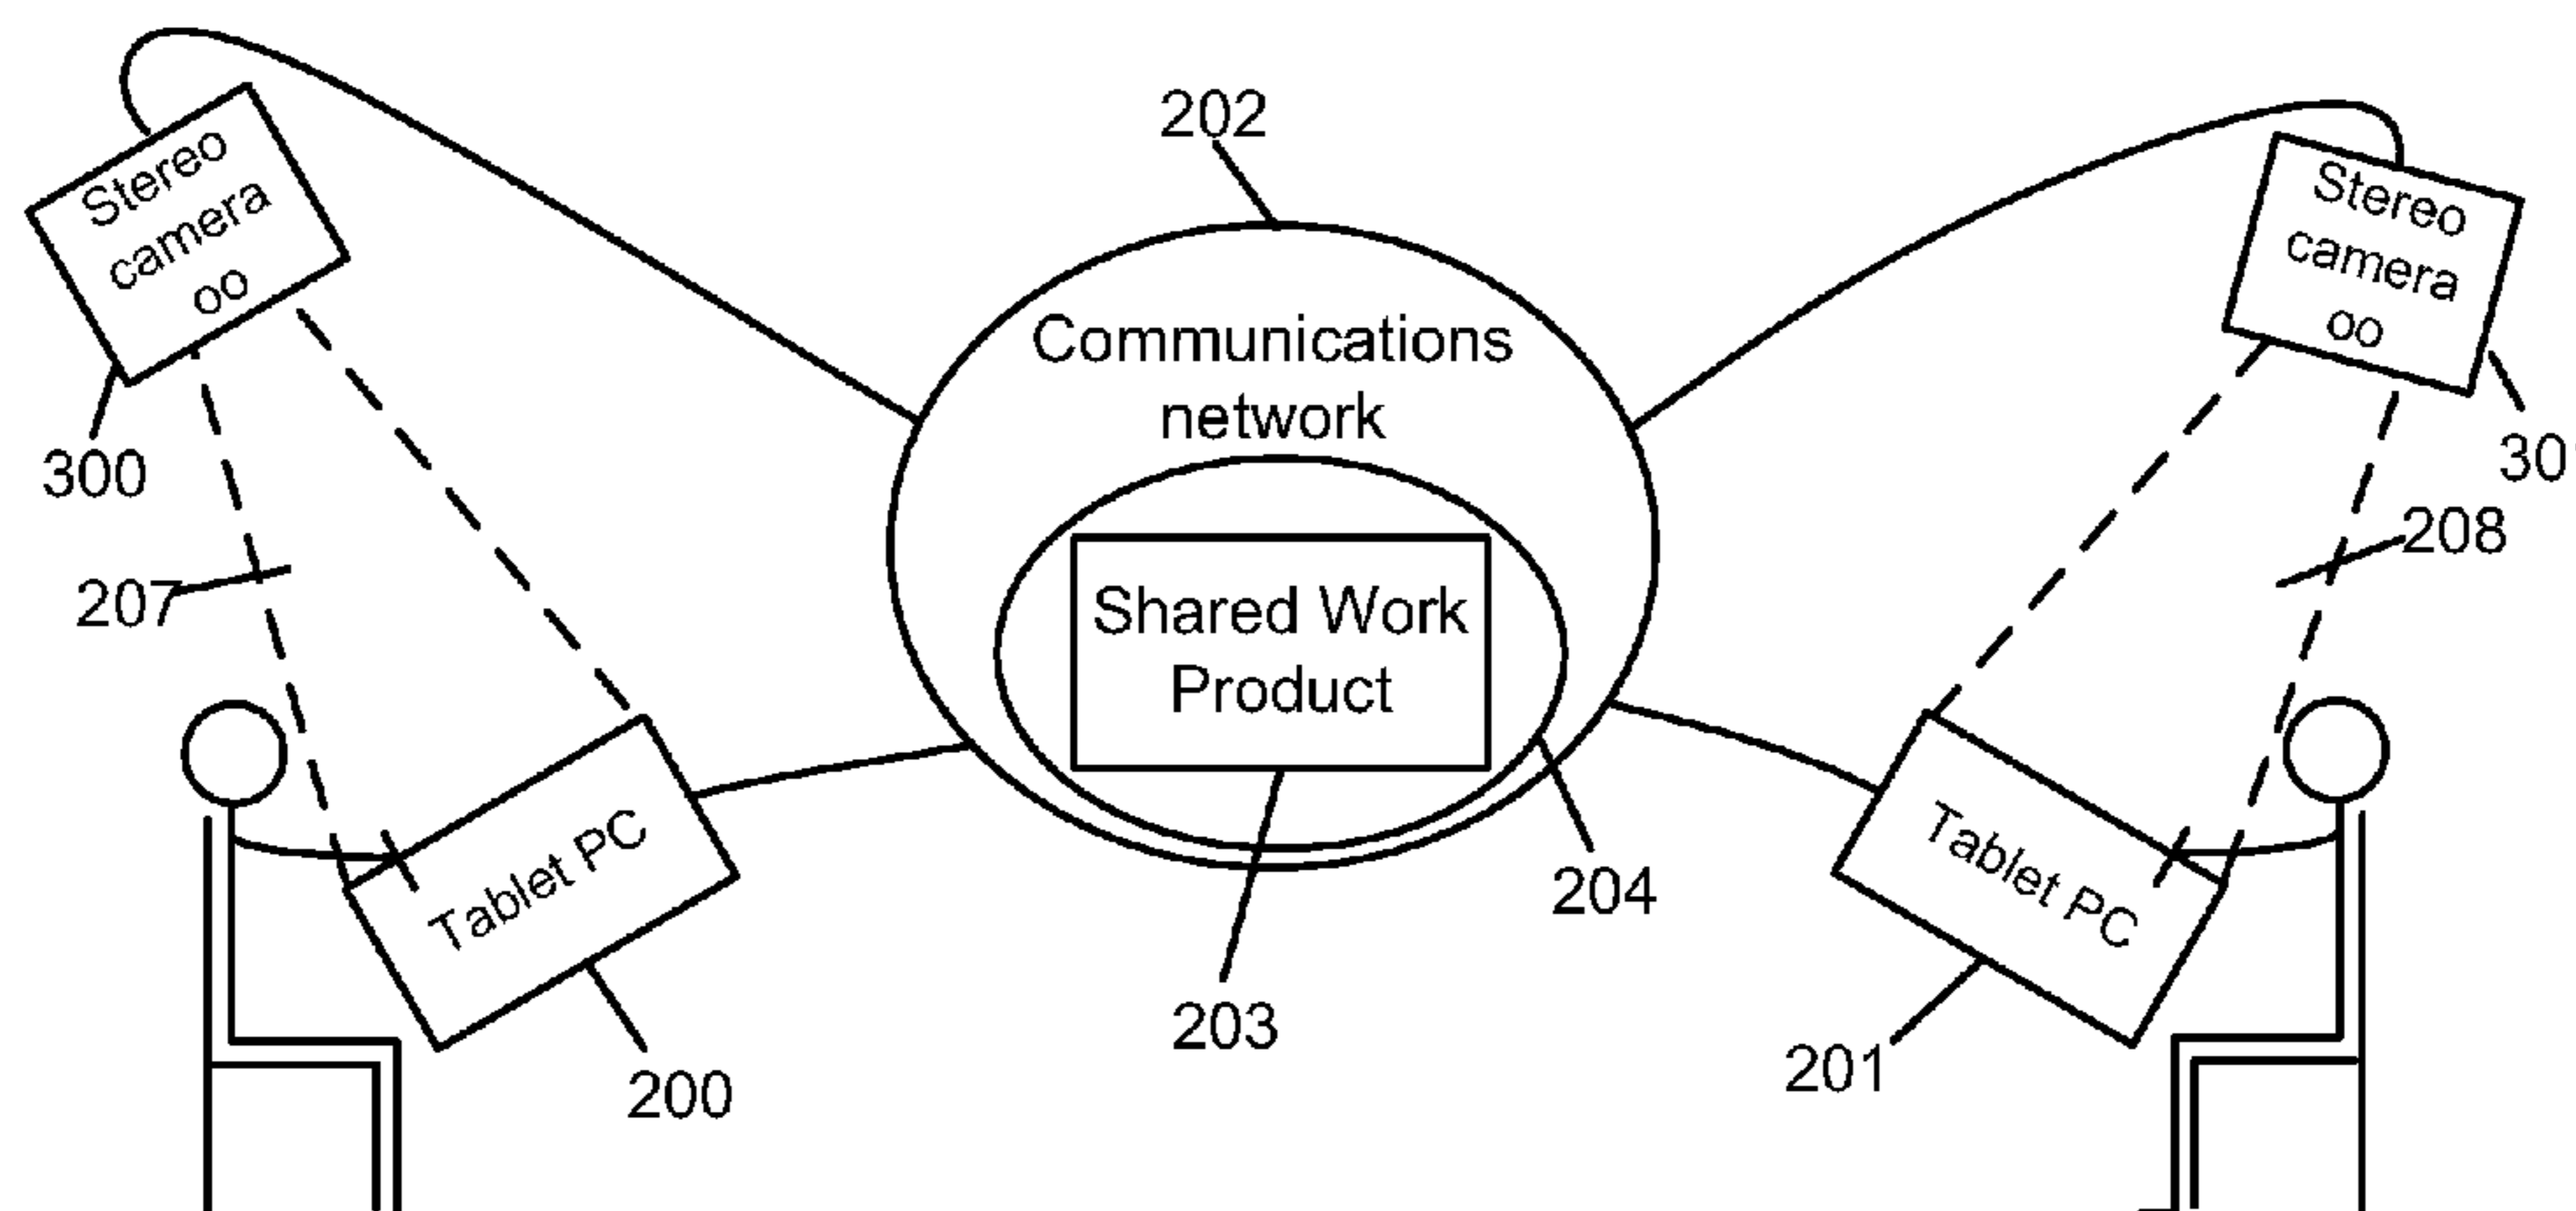 202
Stereo
camera
oo
Stereo
camera
oo
Communications
network
300
208
207
Shared Work
Product
Tablet PC
Tablet PC
204
203
201
200